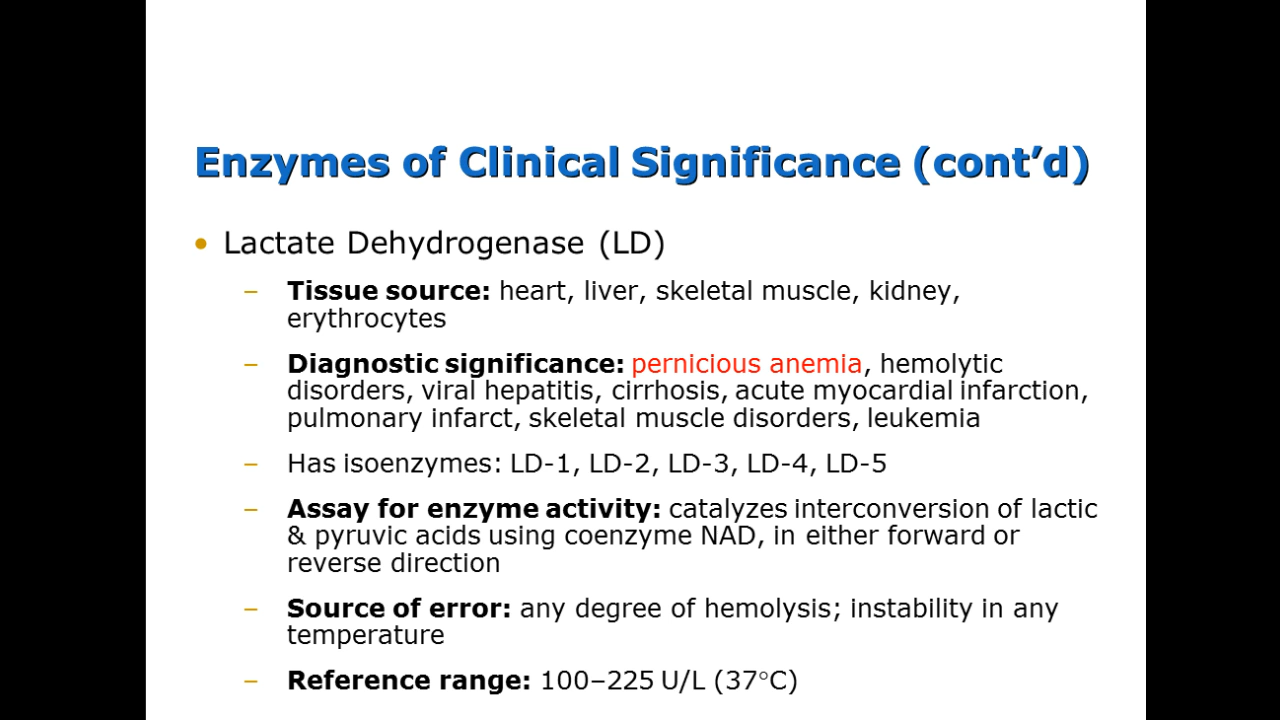 Enzymes of Clinical Significance (cont’d)
• Lactate Dehydrogenase (LD)
– Tissue source: heart, liver, skeletal muscle, kidney,
erythrocytes
– Diagnostic significance: pernicious anemia, hemolytic
disorders, viral hepatitis, cirrhosis, acute myocardial infarction,
pulmonary infarct, skeletal muscle disorders, leukemia
– Has isoenzymes: LD-1, LD-2, LD-3, LD-4, LD-5
– Assay for enzyme activity: catalyzes interconversion of lactic
& pyruvic acids using coenzyme NAD, in either forward or
reverse direction
– Source of error: any degree of hemolysis; instability in any
temperature
– Reference range: 100–225 U/L (37°C)